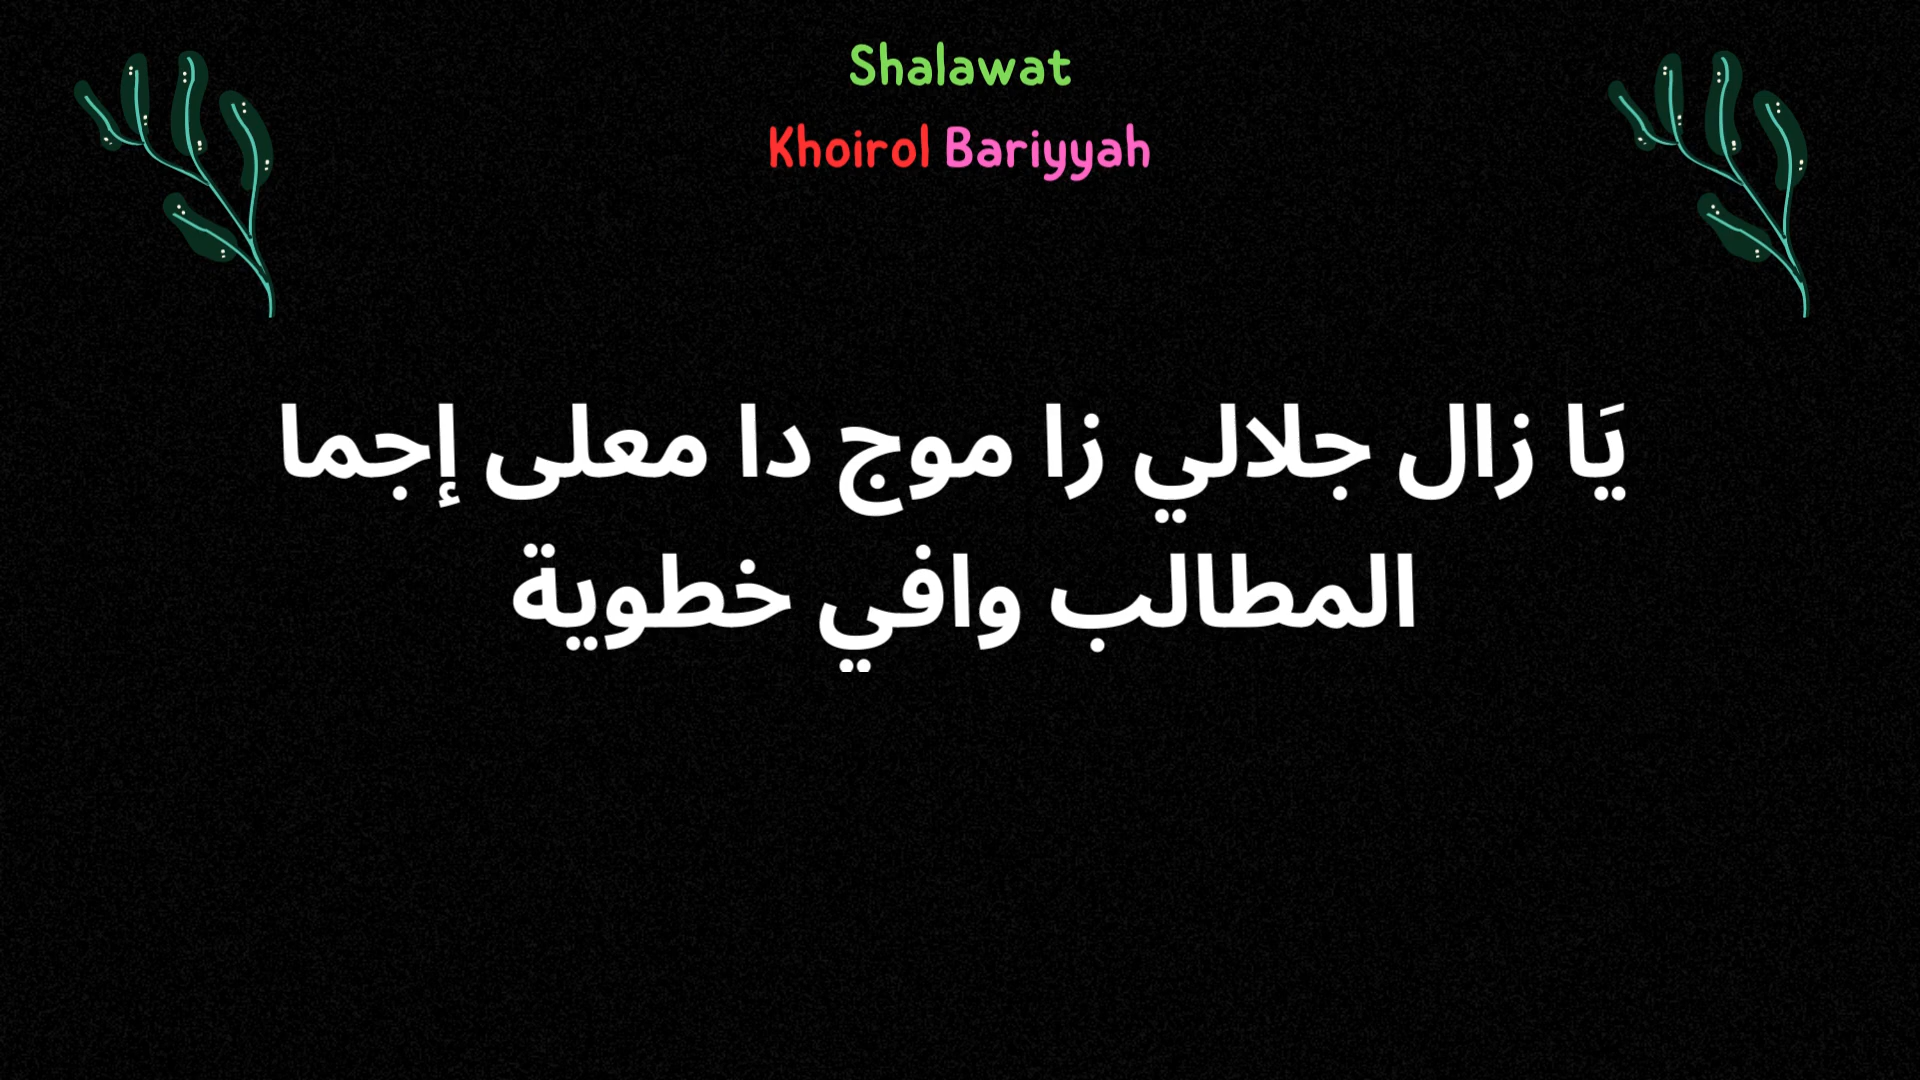 Shalawat
Khoirol Bariyyah
يَا زال جلالي زا موج دا معلى إجما
المطالب وافي خطوية